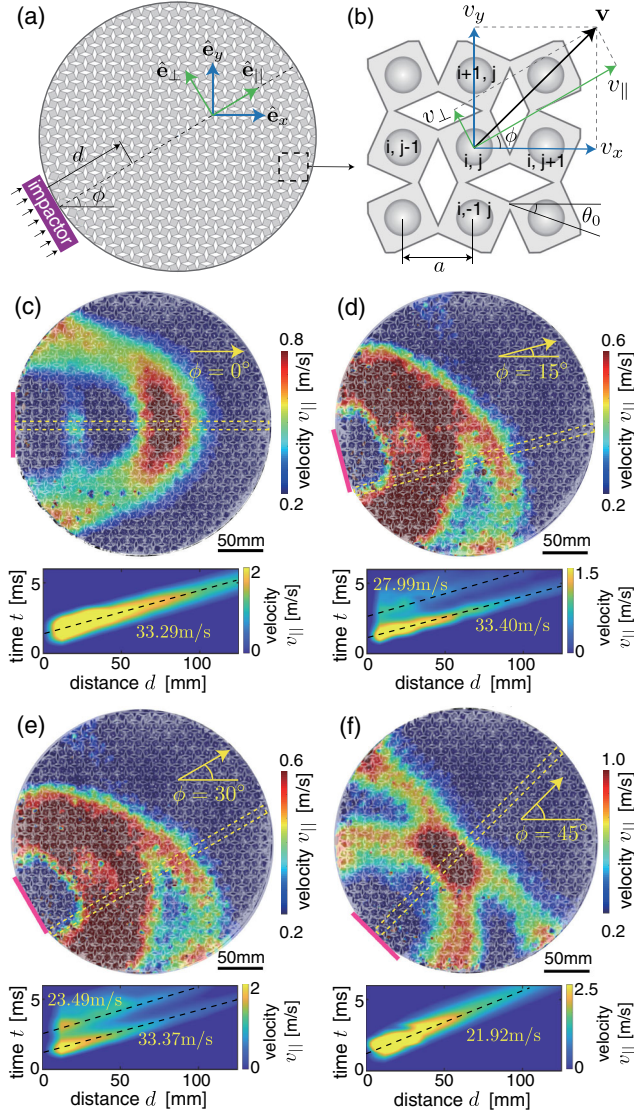 (a)
ê⊥
ê_y
ê_||
ê_x
d
ϕ
impactor
(b)
v_y
v
v_||
i+1, j
v⊥
ϕ
i, j-1
i, j
i, j+1
v_x
i,-1 j
θ_0
a
(c)
ϕ = 0°
0.8
velocity v_|| [m/s]
0.2
50mm
time t [ms]
5
0
33.29m/s
2
0
velocity
v_|| [m/s]
0 50 100
distance d [mm]
(d)
ϕ = 15°
0.6
velocity v_|| [m/s]
0.2
50mm
time t [ms]
5
0
27.99m/s
33.40m/s
1.5
0
velocity
v_|| [m/s]
0 50 100
distance d [mm]
(e)
ϕ = 30°
0.6
velocity v_|| [m/s]
0.2
50mm
time t [ms]
5
0
23.49m/s
33.37m/s
2
0
velocity
v_|| [m/s]
0 50 100
distance d [mm]
(f)
ϕ = 45°
1.0
velocity v_|| [m/s]
0.2
50mm
time t [ms]
5
0
21.92m/s
2.5
0
velocity
v_|| [m/s]
0 50 100
distance d [mm]